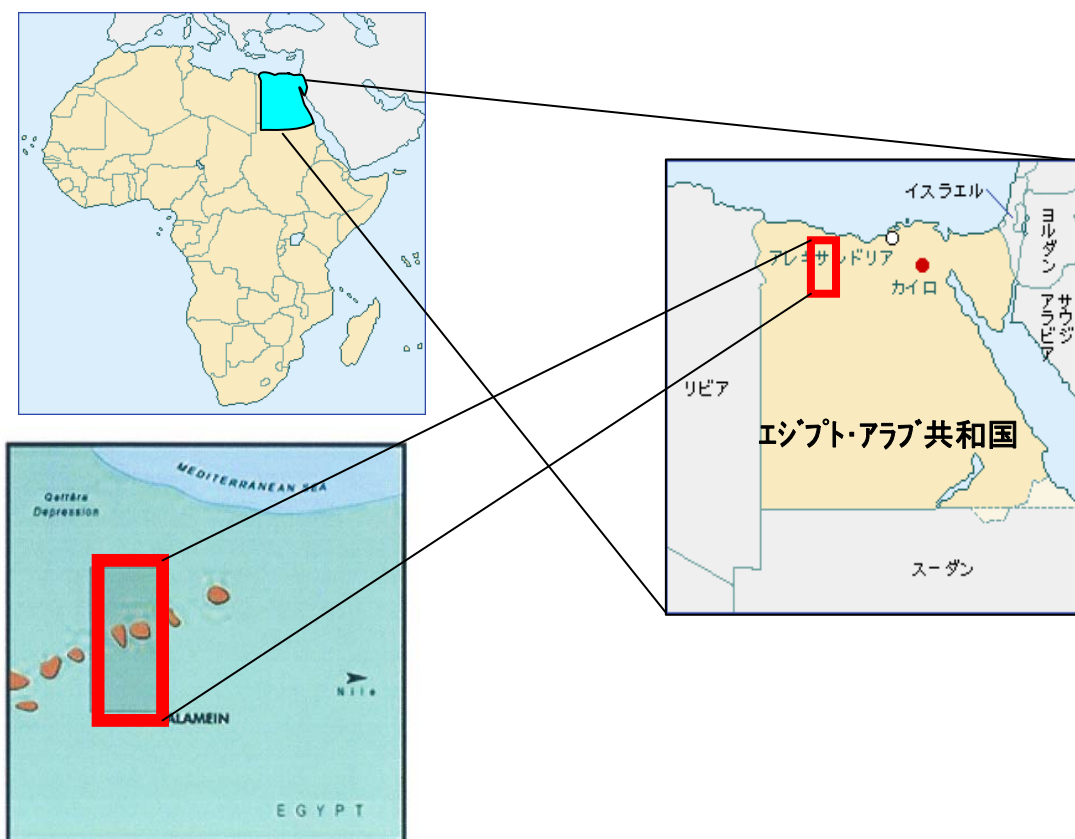 イスラエル
ヨルダン
サウジ
アラビア
アレキサンドリア
カイロ
リビア
エジプト・アラブ共和国
スーダン
MEDITERRANEAN SEA
Qattara
Depression
Nile
ALAMEIN
EGYPT